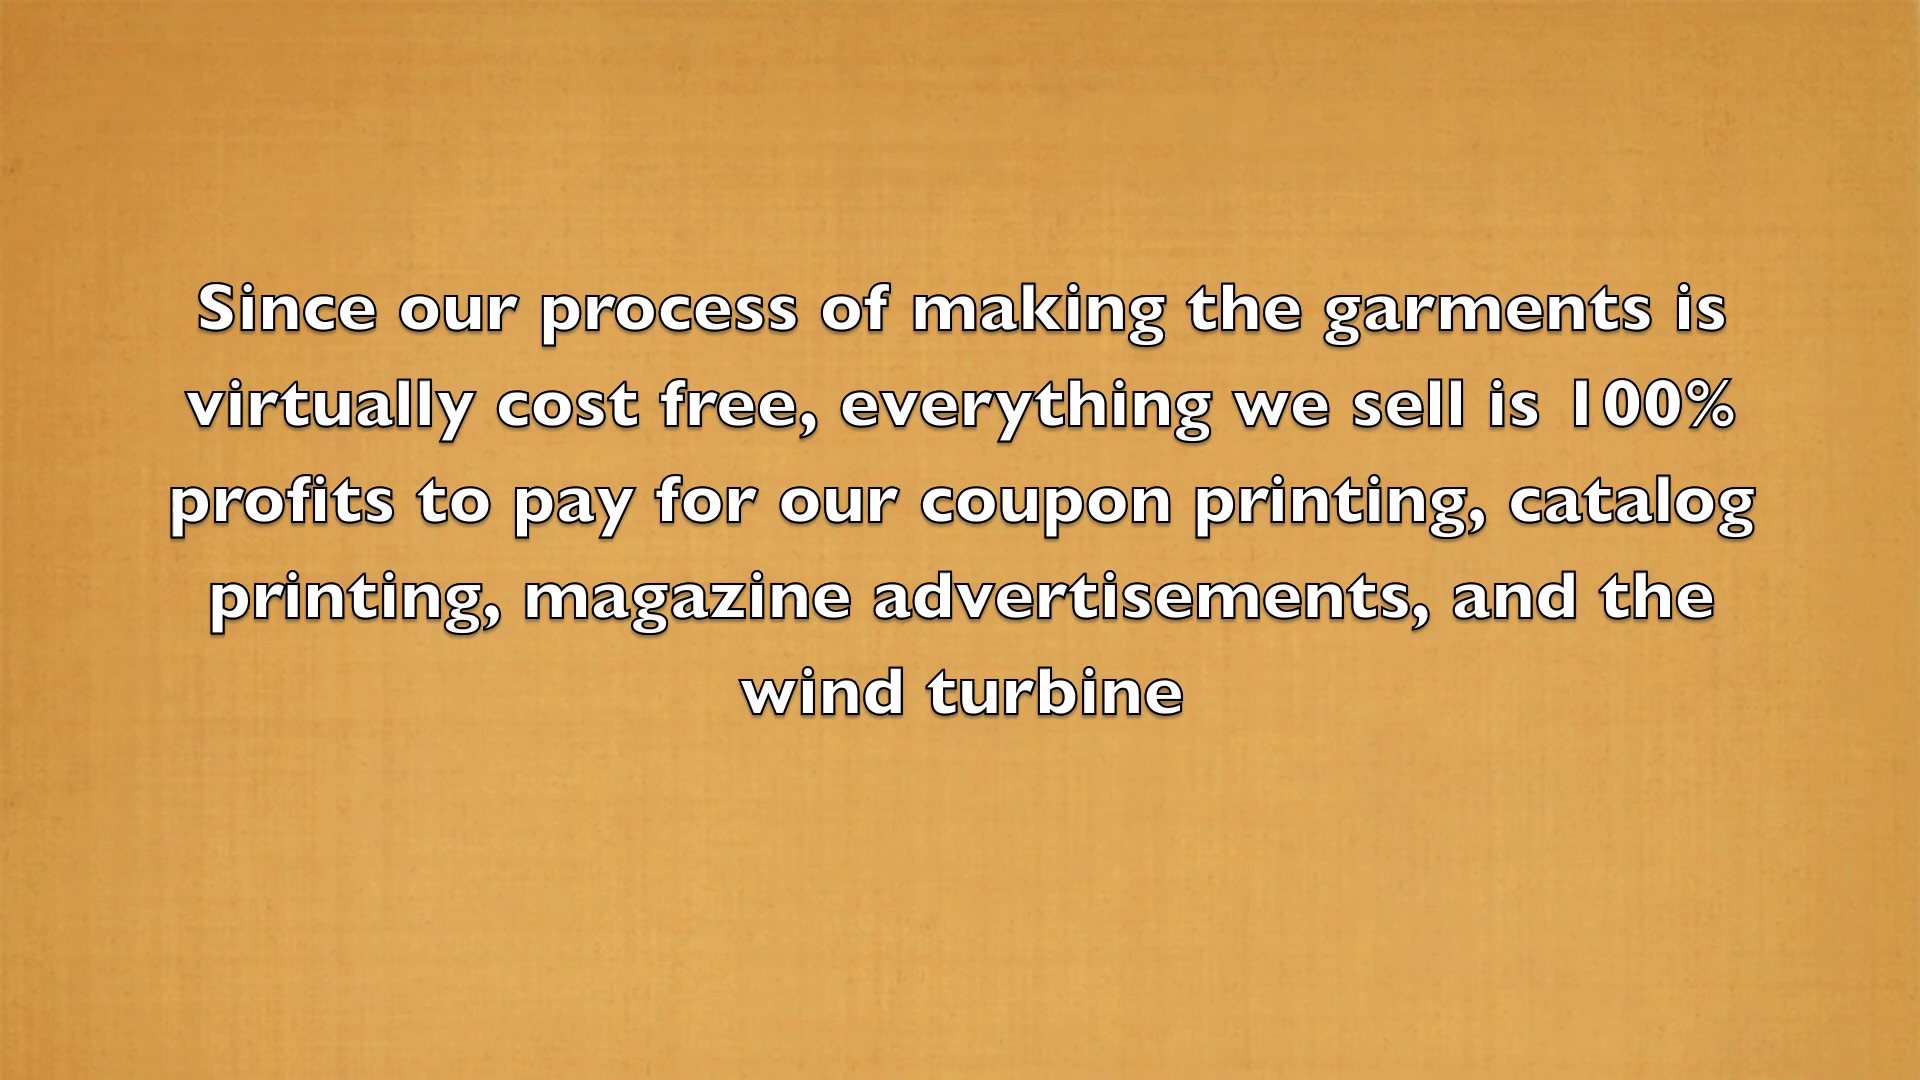 Since our process of making the garments is
virtually cost free, everything we sell is 100%
profits to pay for our coupon printing, catalog
printing, magazine advertisements, and the
wind turbine